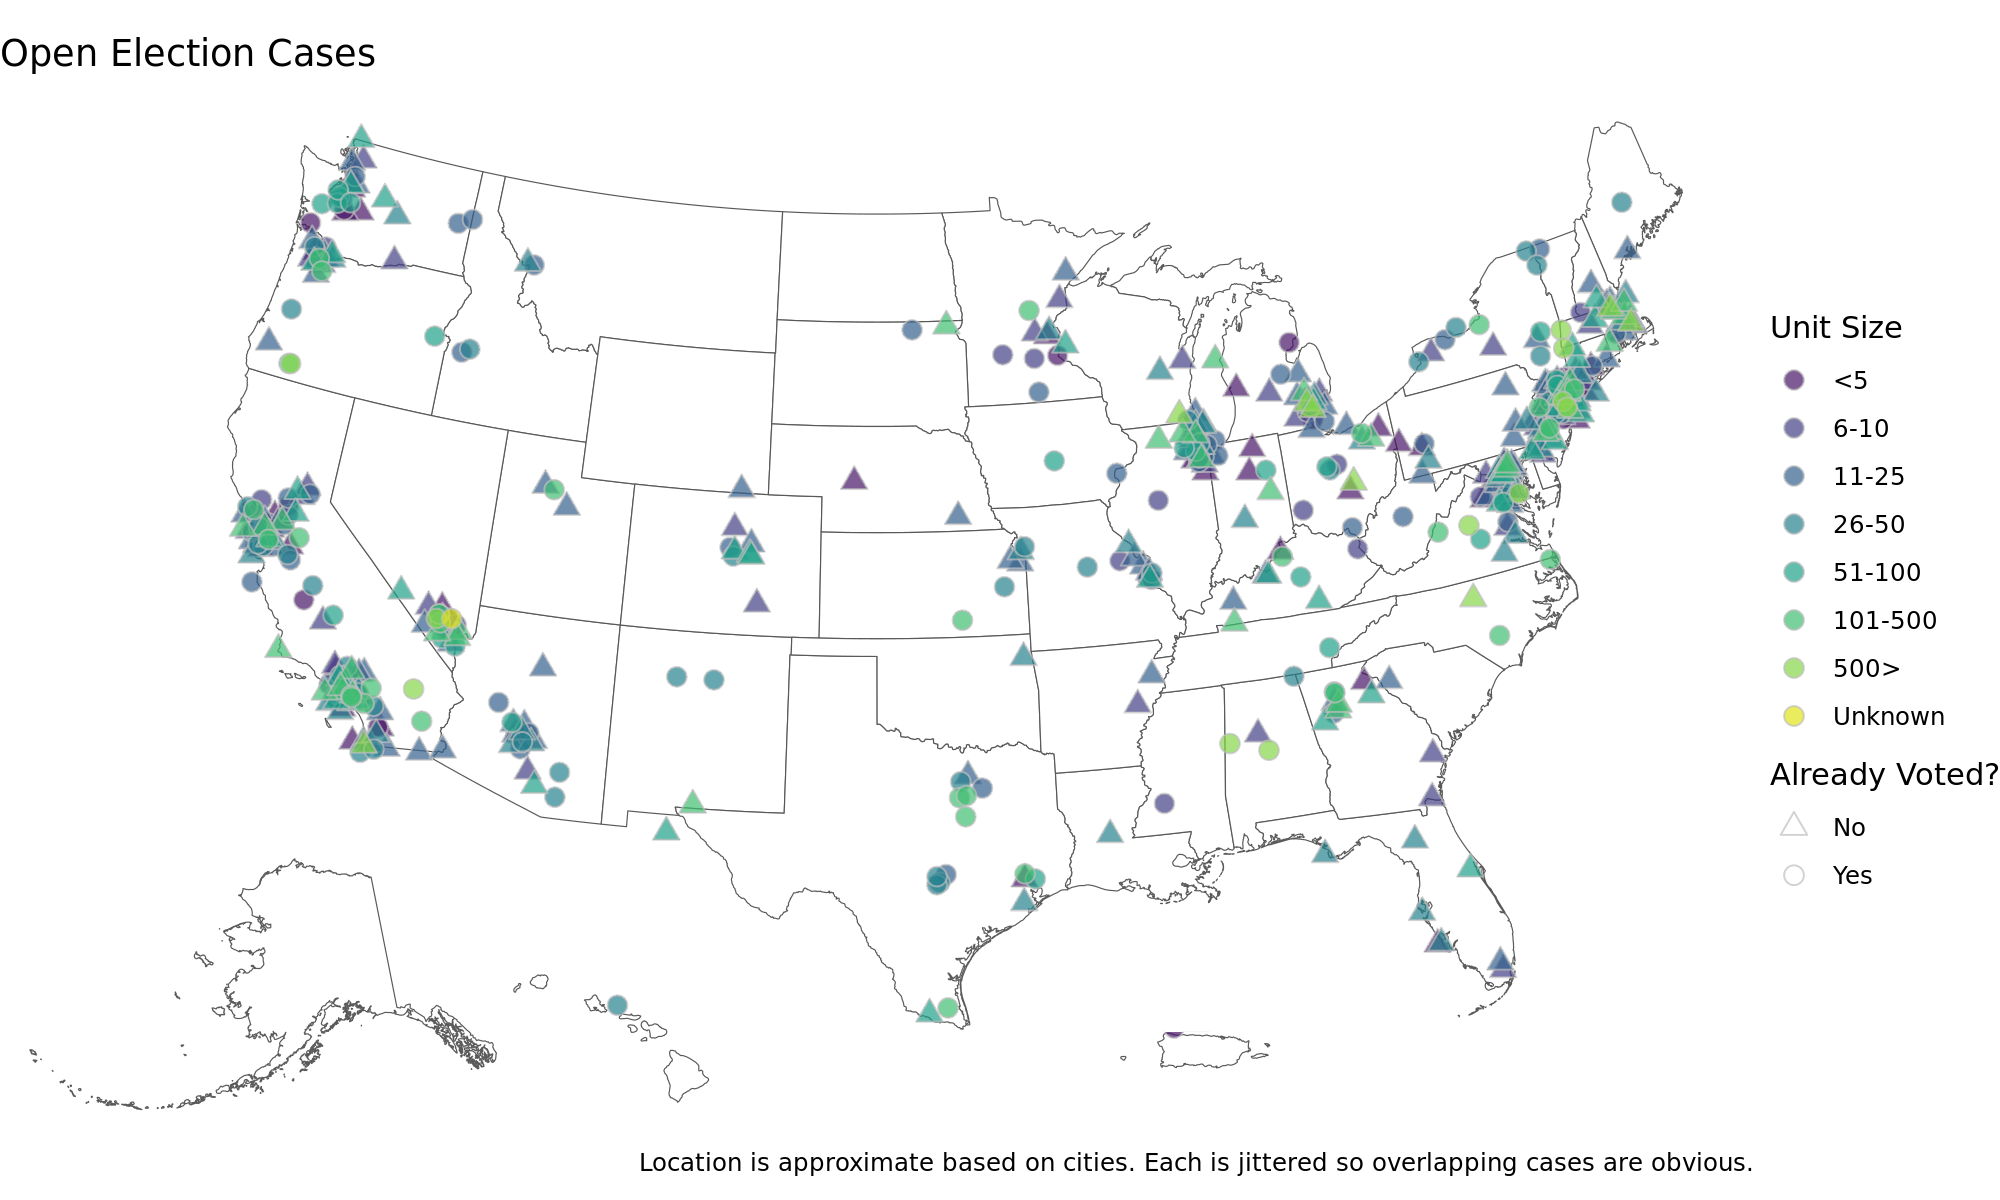 Open Election Cases
Unit Size
<5
6-10
11-25
26-50
51-100
101-500
500>
Unknown
Already Voted?
No
Yes
Location is approximate based on cities. Each is jittered so overlapping cases are obvious.